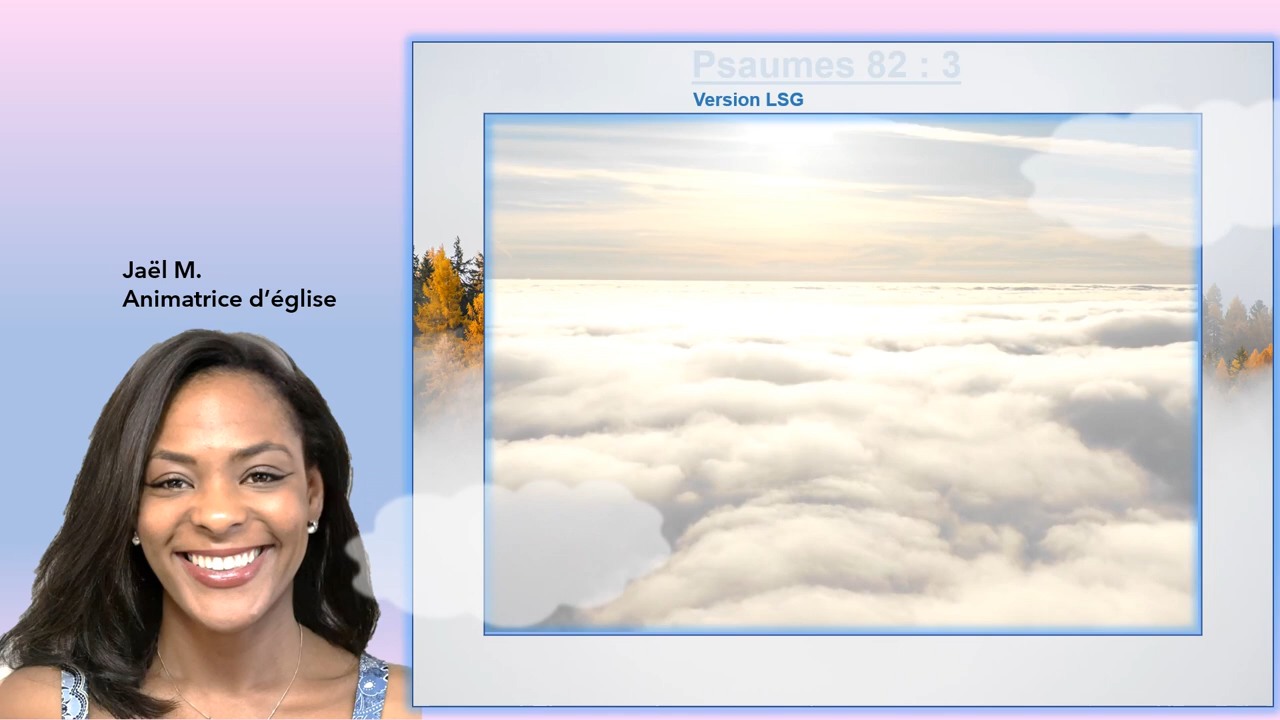 Psaumes 82 : 3
Version LSG
Jaël M.
Animatrice d’église